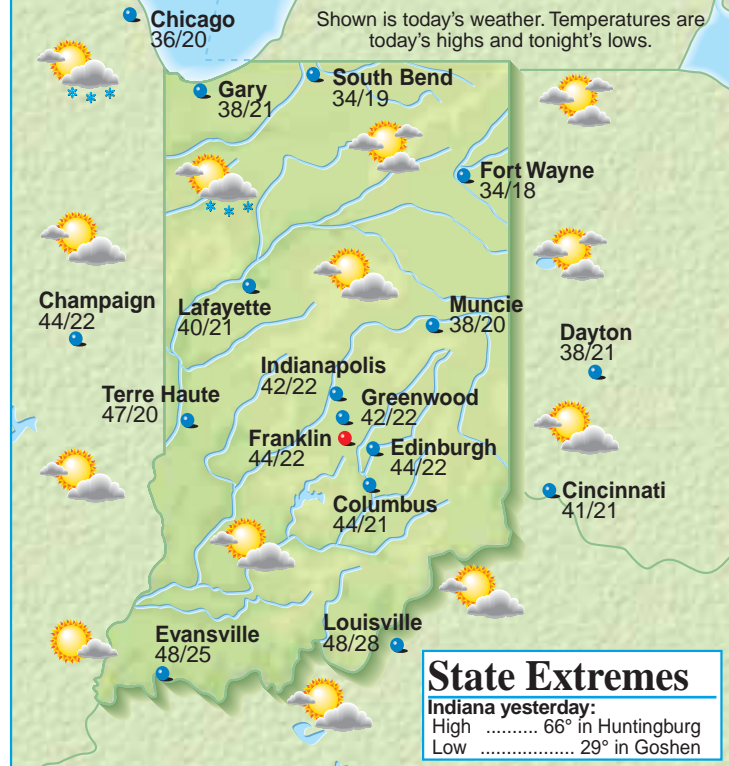 Chicago
36/20
Shown is today's weather. Temperatures are
today's highs and tonight's lows.
Gary
38/21
South Bend
34/19
Fort Wayne
34/18
Champaign
44/22
Lafayette
40/21
Muncie
38/20
Dayton
38/21
Indianapolis
42/22
Terre Haute
47/20
Greenwood
42/22
Franklin
44/22
Edinburgh
44/22
Columbus
44/21
Cincinnati
41/21
Evansville
48/25
Louisville
48/28
State Extremes
Indiana yesterday:
High .......... 66° in Huntingburg
Low .................. 29° in Goshen